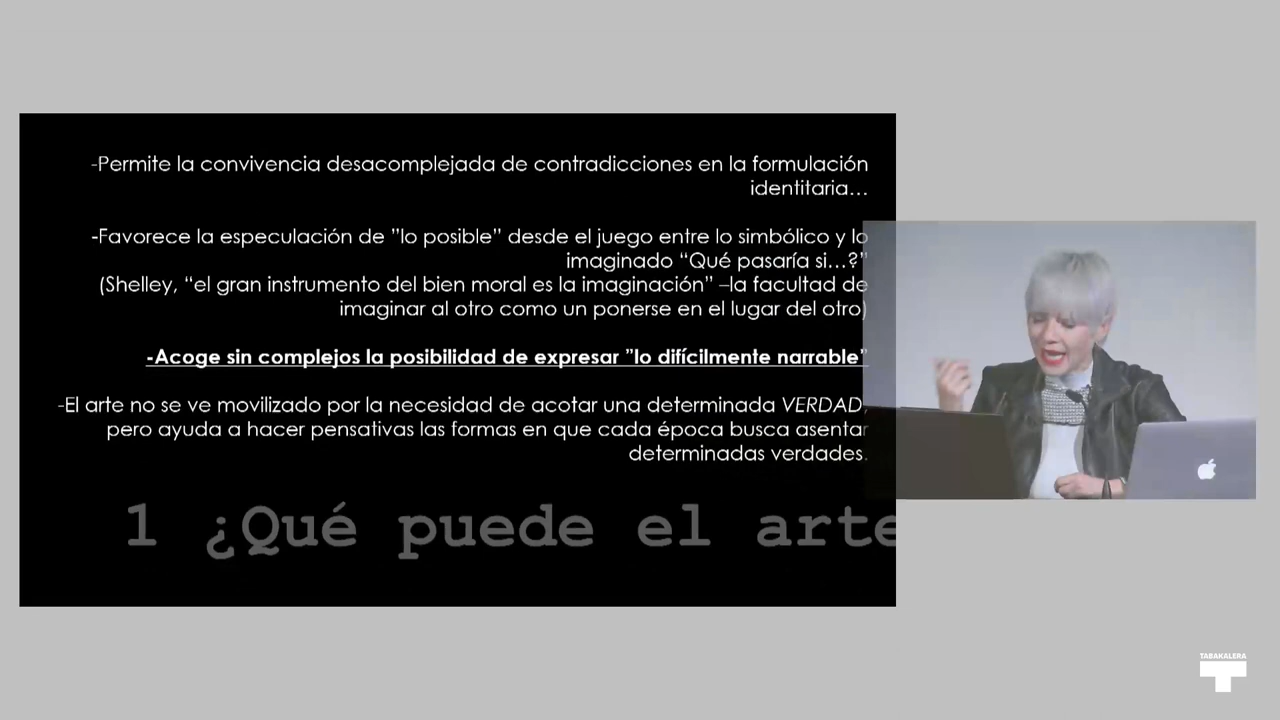 -Permite la convivencia desacomplejada de contradicciones en la formulación
identitaria…
-Favorece la especulación de ”lo posible” desde el juego entre lo simbólico y lo
imaginado “Qué pasaría si…?”
(Shelley, “el gran instrumento del bien moral es la imaginación” –la facultad de
imaginar al otro como un ponerse en el lugar del otro)
-Acoge sin complejos la posibilidad de expresar ”lo difícilmente narrable”
-El arte no se ve movilizado por la necesidad de acotar una determinada VERDAD,
pero ayuda a hacer pensativas las formas en que cada época busca asentar
determinadas verdades.
1 ¿Qué puede el arte
TABAKALERA